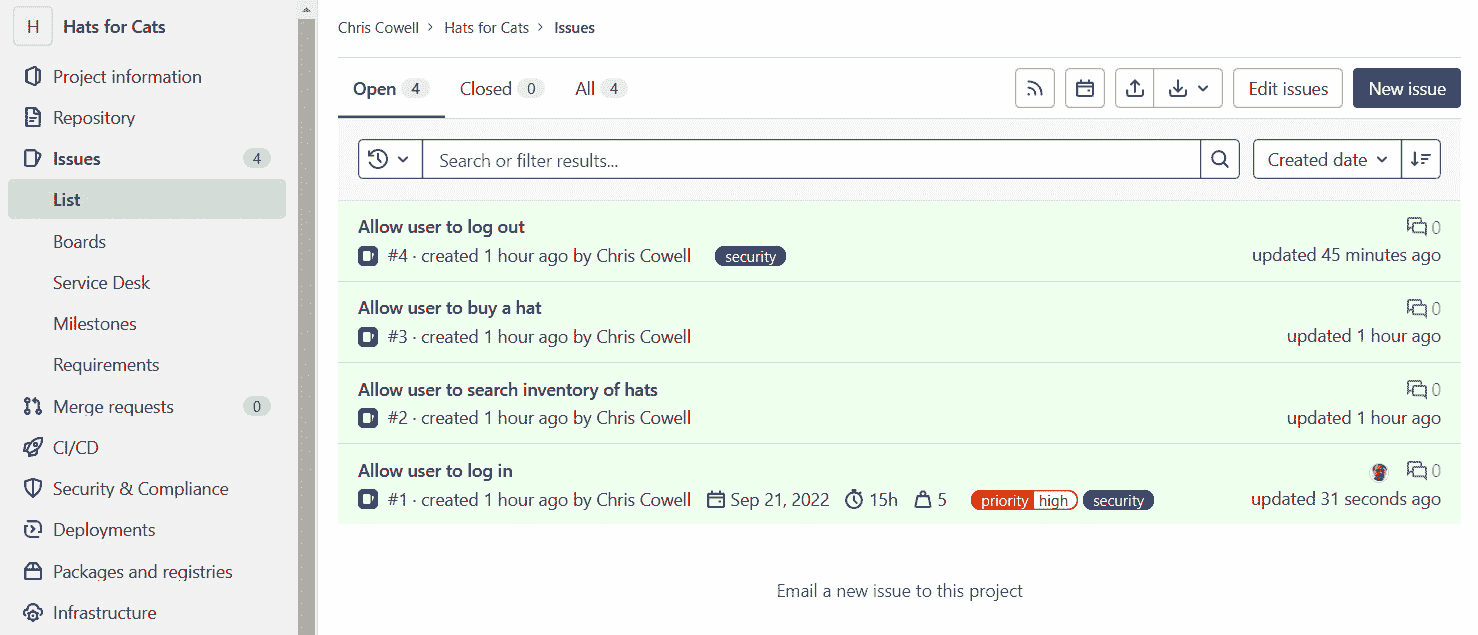 H Hats for Cats
Project information
Repository
Issues 4
List
Boards
Service Desk
Milestones
Requirements
Merge requests 0
CI/CD
Security & Compliance
Deployments
Packages and registries
Infrastructure
Chris Cowell › Hats for Cats › Issues
Open 4 Closed 0 All 4 Edit issues New issue
Search or filter results... Created date
Allow user to log out 0
#4 · created 1 hour ago by Chris Cowell security updated 45 minutes ago
Allow user to buy a hat 0
#3 · created 1 hour ago by Chris Cowell updated 1 hour ago
Allow user to search inventory of hats 0
#2 · created 1 hour ago by Chris Cowell updated 1 hour ago
Allow user to log in 0
#1 · created 1 hour ago by Chris Cowell Sep 21, 2022 15h 5 priority high security updated 31 seconds ago
Email a new issue to this project